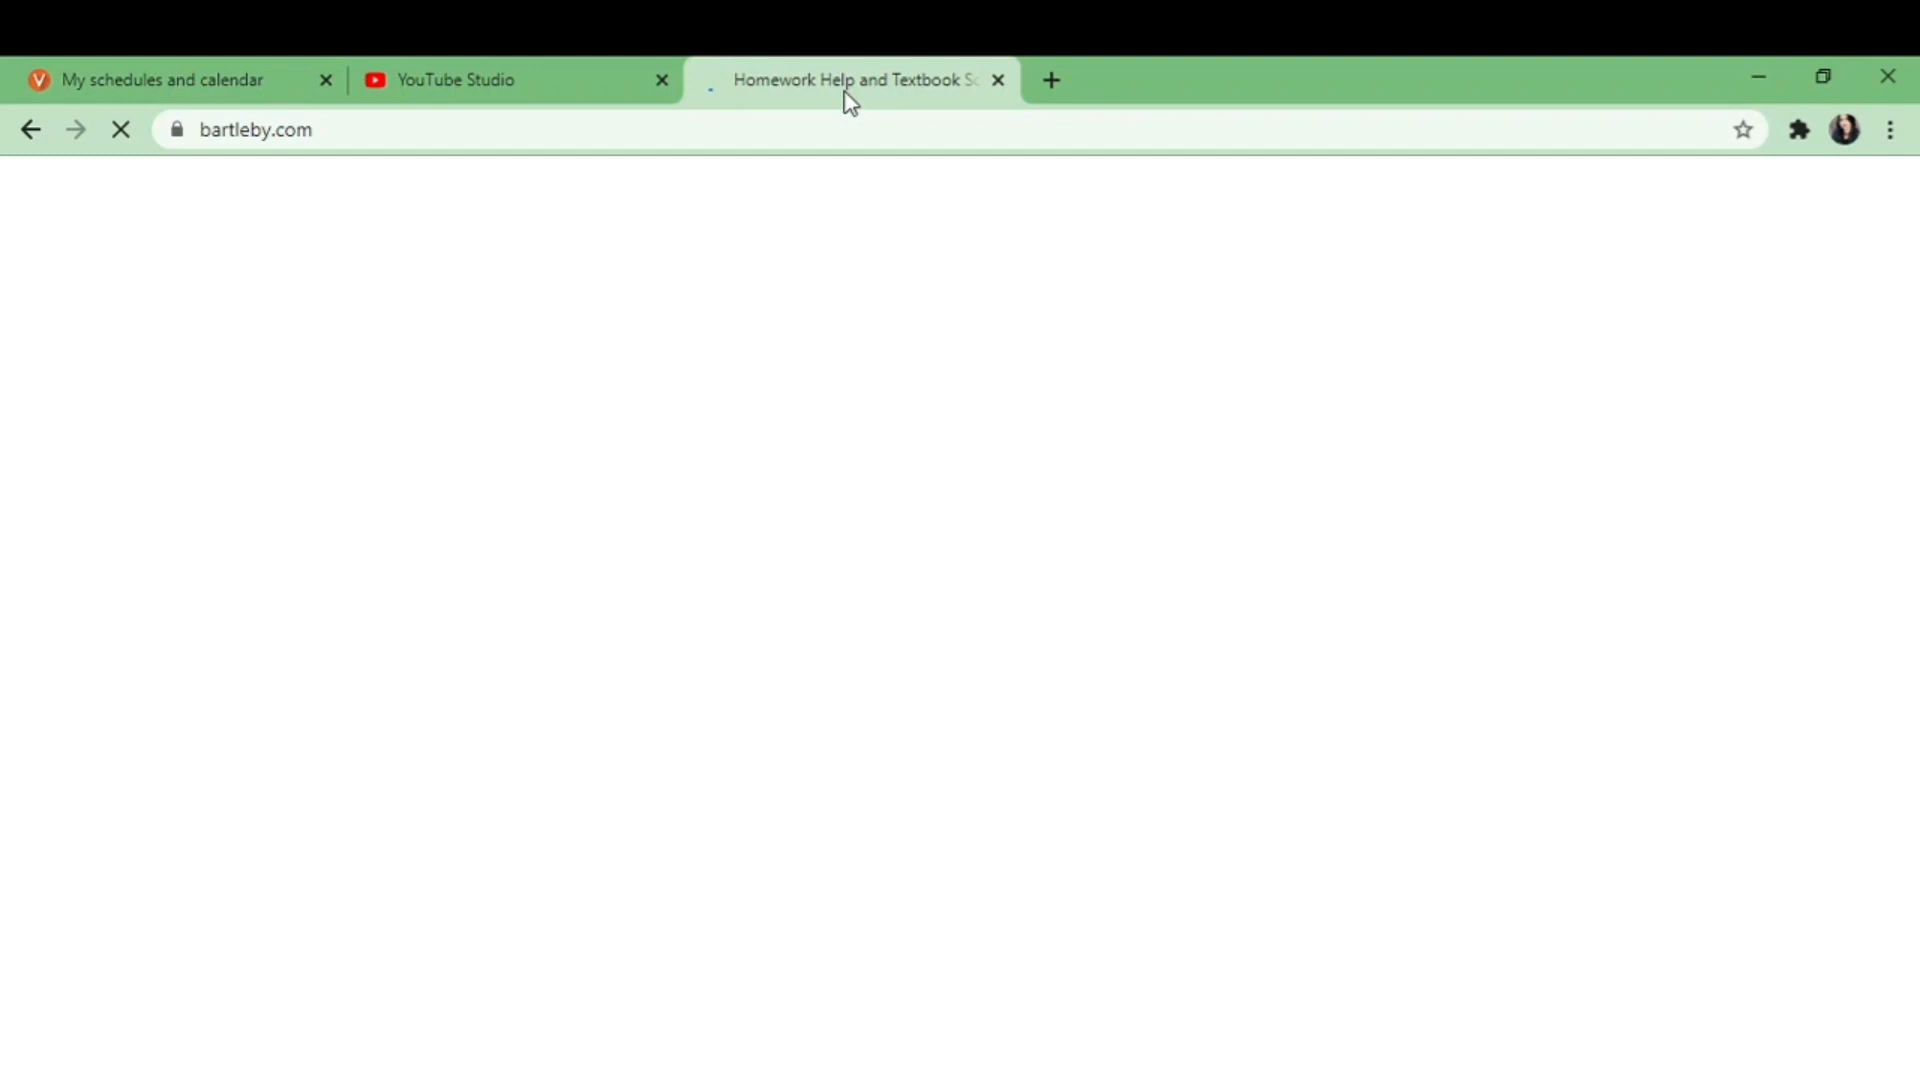 My schedules and calendar
YouTube Studio
Homework Help and Textbook
bartleby.com